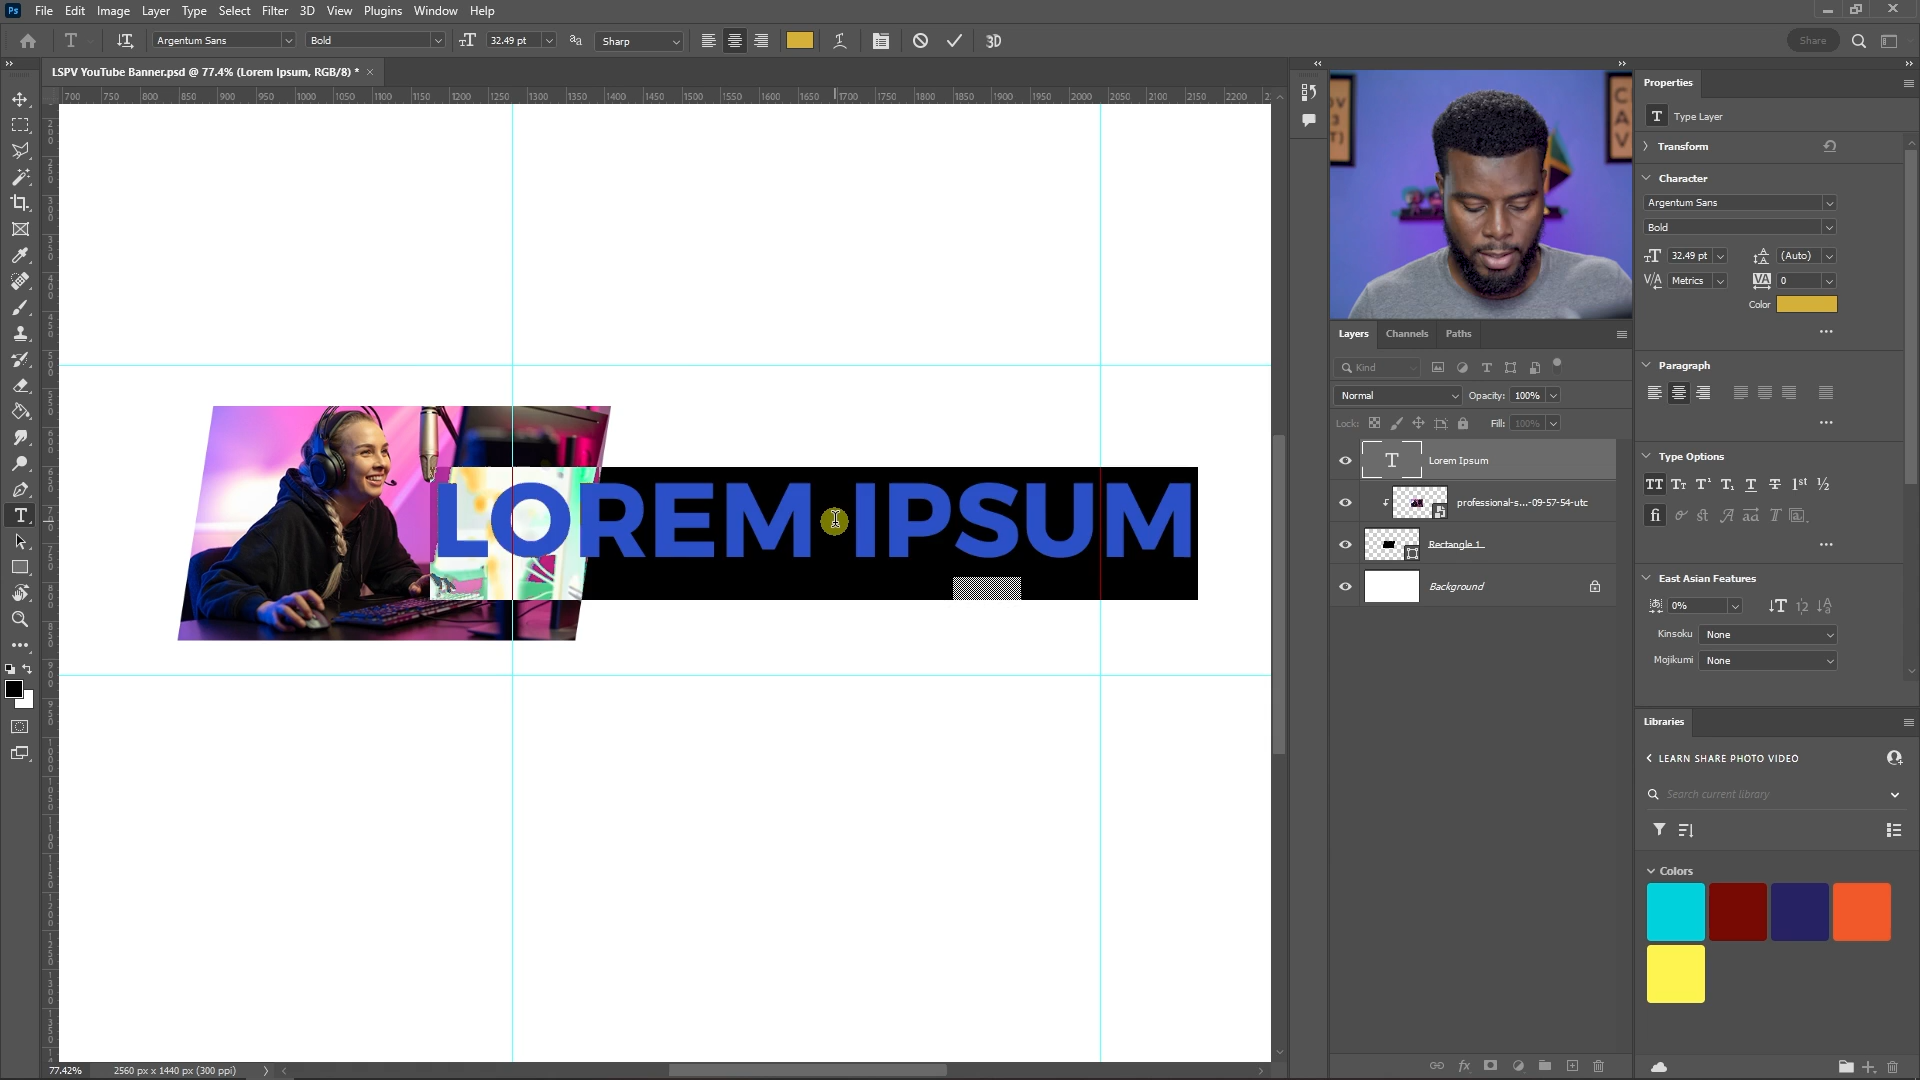 Ps File Edit Image Layer Type Select Filter 3D View Plugins Window Help
T Argentum Sans Bold 32.49 pt Sharp 3D Share
LSPV YouTube Banner.psd @ 77.4% (Lorem Ipsum, RGB/8) * ×
700 750 800 850 900 950 1000 1050 1100 1150 1200 1250 1300 1350 1400 1450 1500 1550 1600 1650 1700 1750 1800 1850 1900 1950 2000 2050 2100 2150 2200
LOREM IPSUM
77.42% 2560 px x 1440 px (300 ppi)
Layers Channels Paths
Kind
Normal Opacity: 100%
Lock: Fill: 100%
Lorem Ipsum
professional-s...-09-57-54-utc
Rectangle 1
Background
Properties
T Type Layer
Transform
Character
Argentum Sans
Bold
32.49 pt (Auto)
Metrics 0
Color
Paragraph
Type Options
East Asian Features
0%
Kinsoku None
Mojikumi None
Libraries
LEARN SHARE PHOTO VIDEO
Search current library
Colors